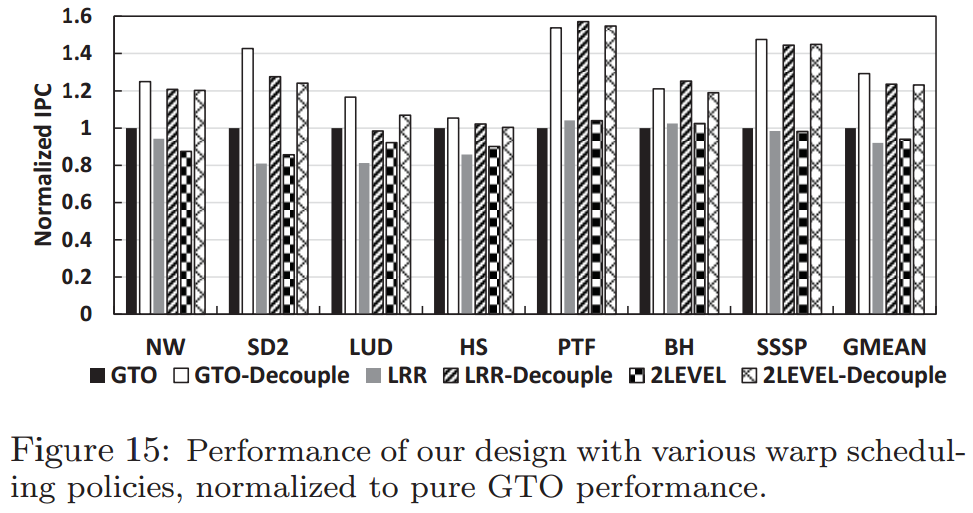 1.6
1.4
1.2
1
0.8
0.6
0.4
0.2
0
Normalized IPC
NW SD2 LUD HS PTF BH SSSP GMEAN
GTO GTO-Decouple LRR LRR-Decouple 2LEVEL 2LEVEL-Decouple
Figure 15: Performance of our design with various warp schedul-
ing policies, normalized to pure GTO performance.